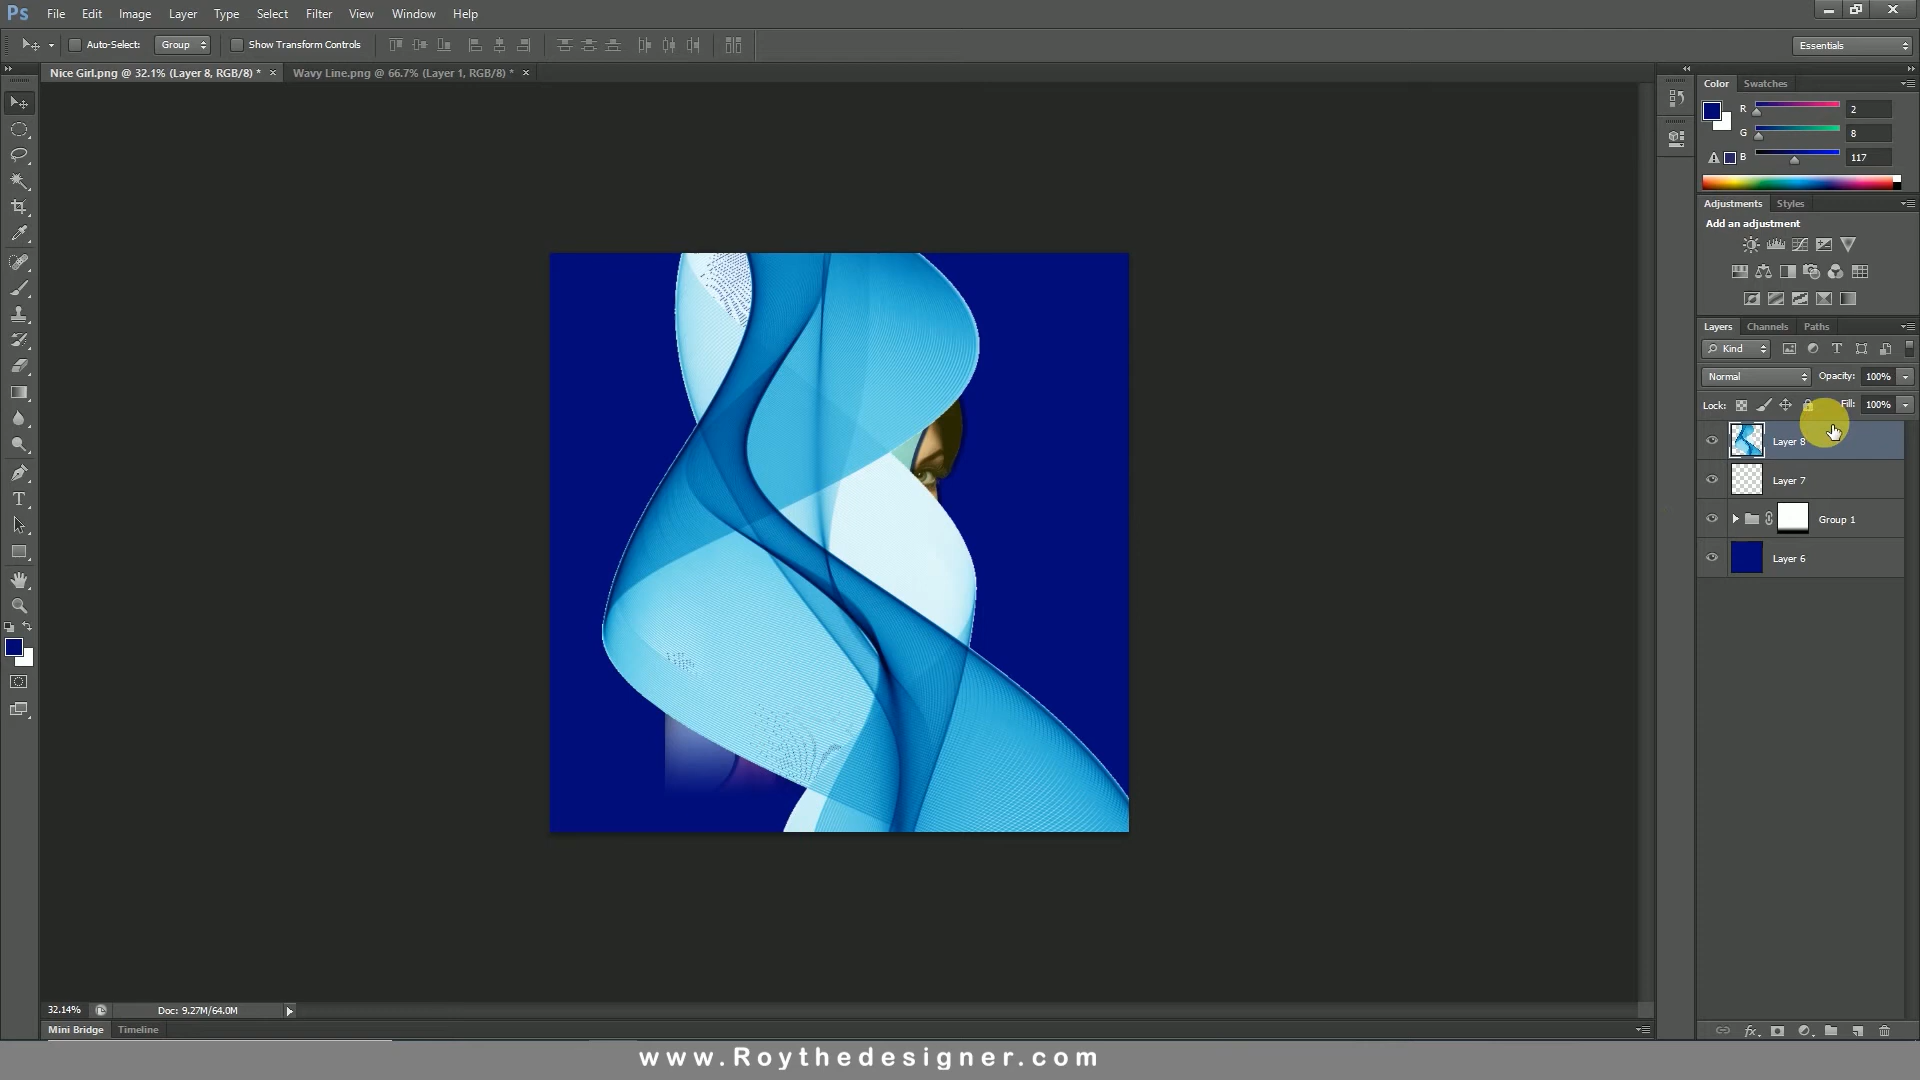 Ps File Edit Image Layer Type Select Filter View Window Help
Auto-Select: Group Show Transform Controls Essentials
Nice Girl.png @ 32.1% (Layer 8, RGB/8) * × Wavy Line.png @ 66.7% (Layer 1, RGB/8) * ×
Color Swatches
R 2
G 8
B 117
Adjustments Styles
Add an adjustment
Layers Channels Paths
Kind
Normal Opacity: 100%
Lock: Fill: 100%
Layer 8
Layer 7
Group 1
Layer 6
32.14% Doc: 9.27M/64.0M
Mini Bridge Timeline
www.Roythedesigner.com